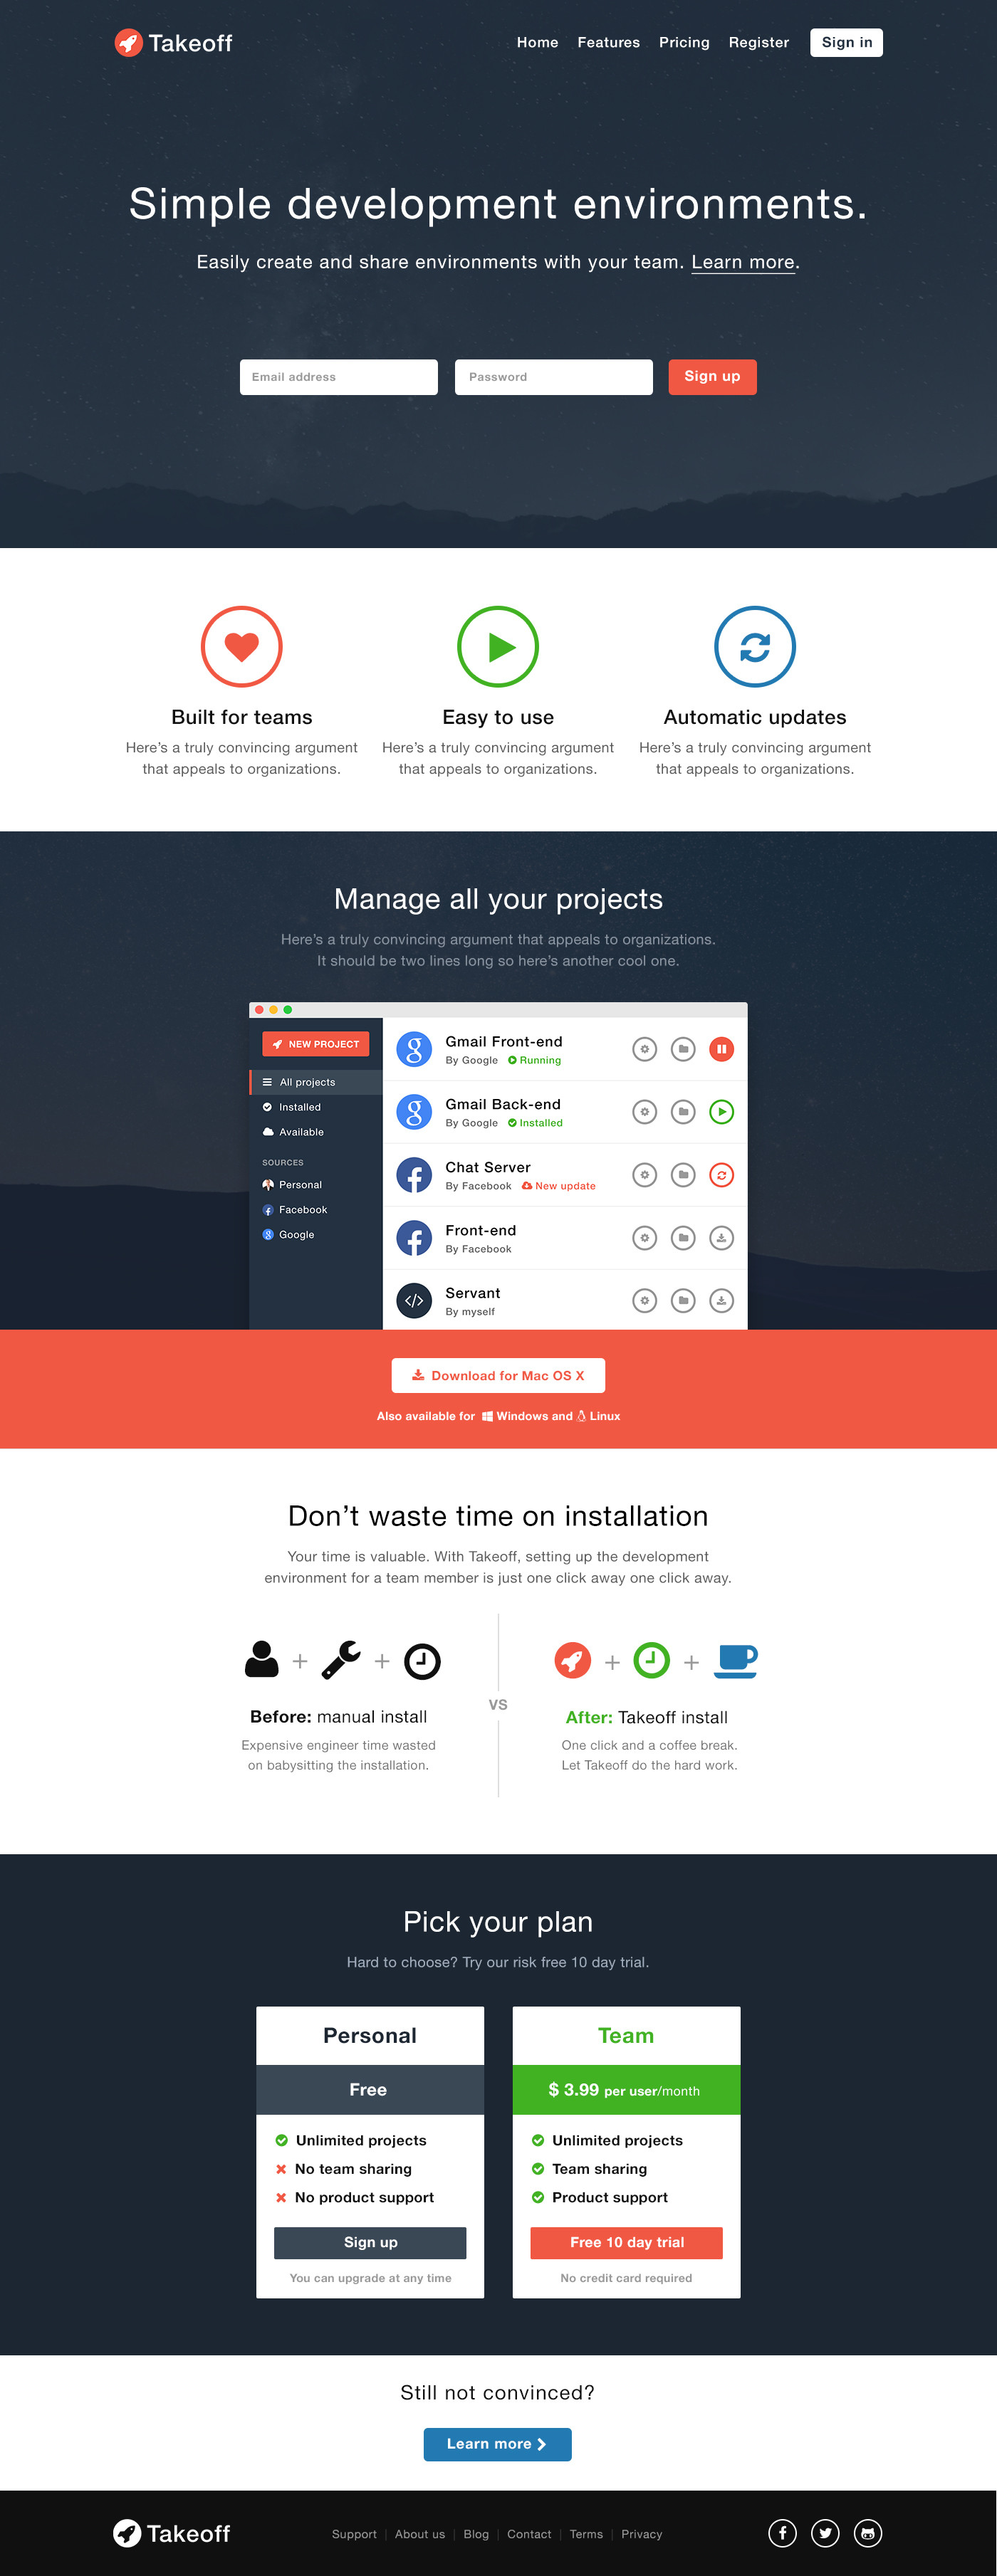 Takeoff
Home Features Pricing Register Sign in
Simple development environments.
Easily create and share environments with your team. Learn more.
Email address Password Sign up
Built for teams
Here’s a truly convincing argument
that appeals to organizations.
Easy to use
Here’s a truly convincing argument
that appeals to organizations.
Automatic updates
Here’s a truly convincing argument
that appeals to organizations.
Manage all your projects
Here’s a truly convincing argument that appeals to organizations.
It should be two lines long so here’s another cool one.
NEW PROJECT
All projects
Installed
Available
SOURCES
Personal
Facebook
Google
Gmail Front-end
By Google Running
Gmail Back-end
By Google Installed
Chat Server
By Facebook New update
Front-end
By Facebook
Servant
By myself
Download for Mac OS X
Also available for Windows and Linux
Don’t waste time on installation
Your time is valuable. With Takeoff, setting up the development
environment for a team member is just one click away one click away.
Before: manual install
Expensive engineer time wasted
on babysitting the installation.
VS
After: Takeoff install
One click and a coffee break.
Let Takeoff do the hard work.
Pick your plan
Hard to choose? Try our risk free 10 day trial.
Personal
Free
Unlimited projects
No team sharing
No product support
Sign up
You can upgrade at any time
Team
$ 3.99 per user/month
Unlimited projects
Team sharing
Product support
Free 10 day trial
No credit card required
Still not convinced?
Learn more
Takeoff
Support | About us | Blog | Contact | Terms | Privacy